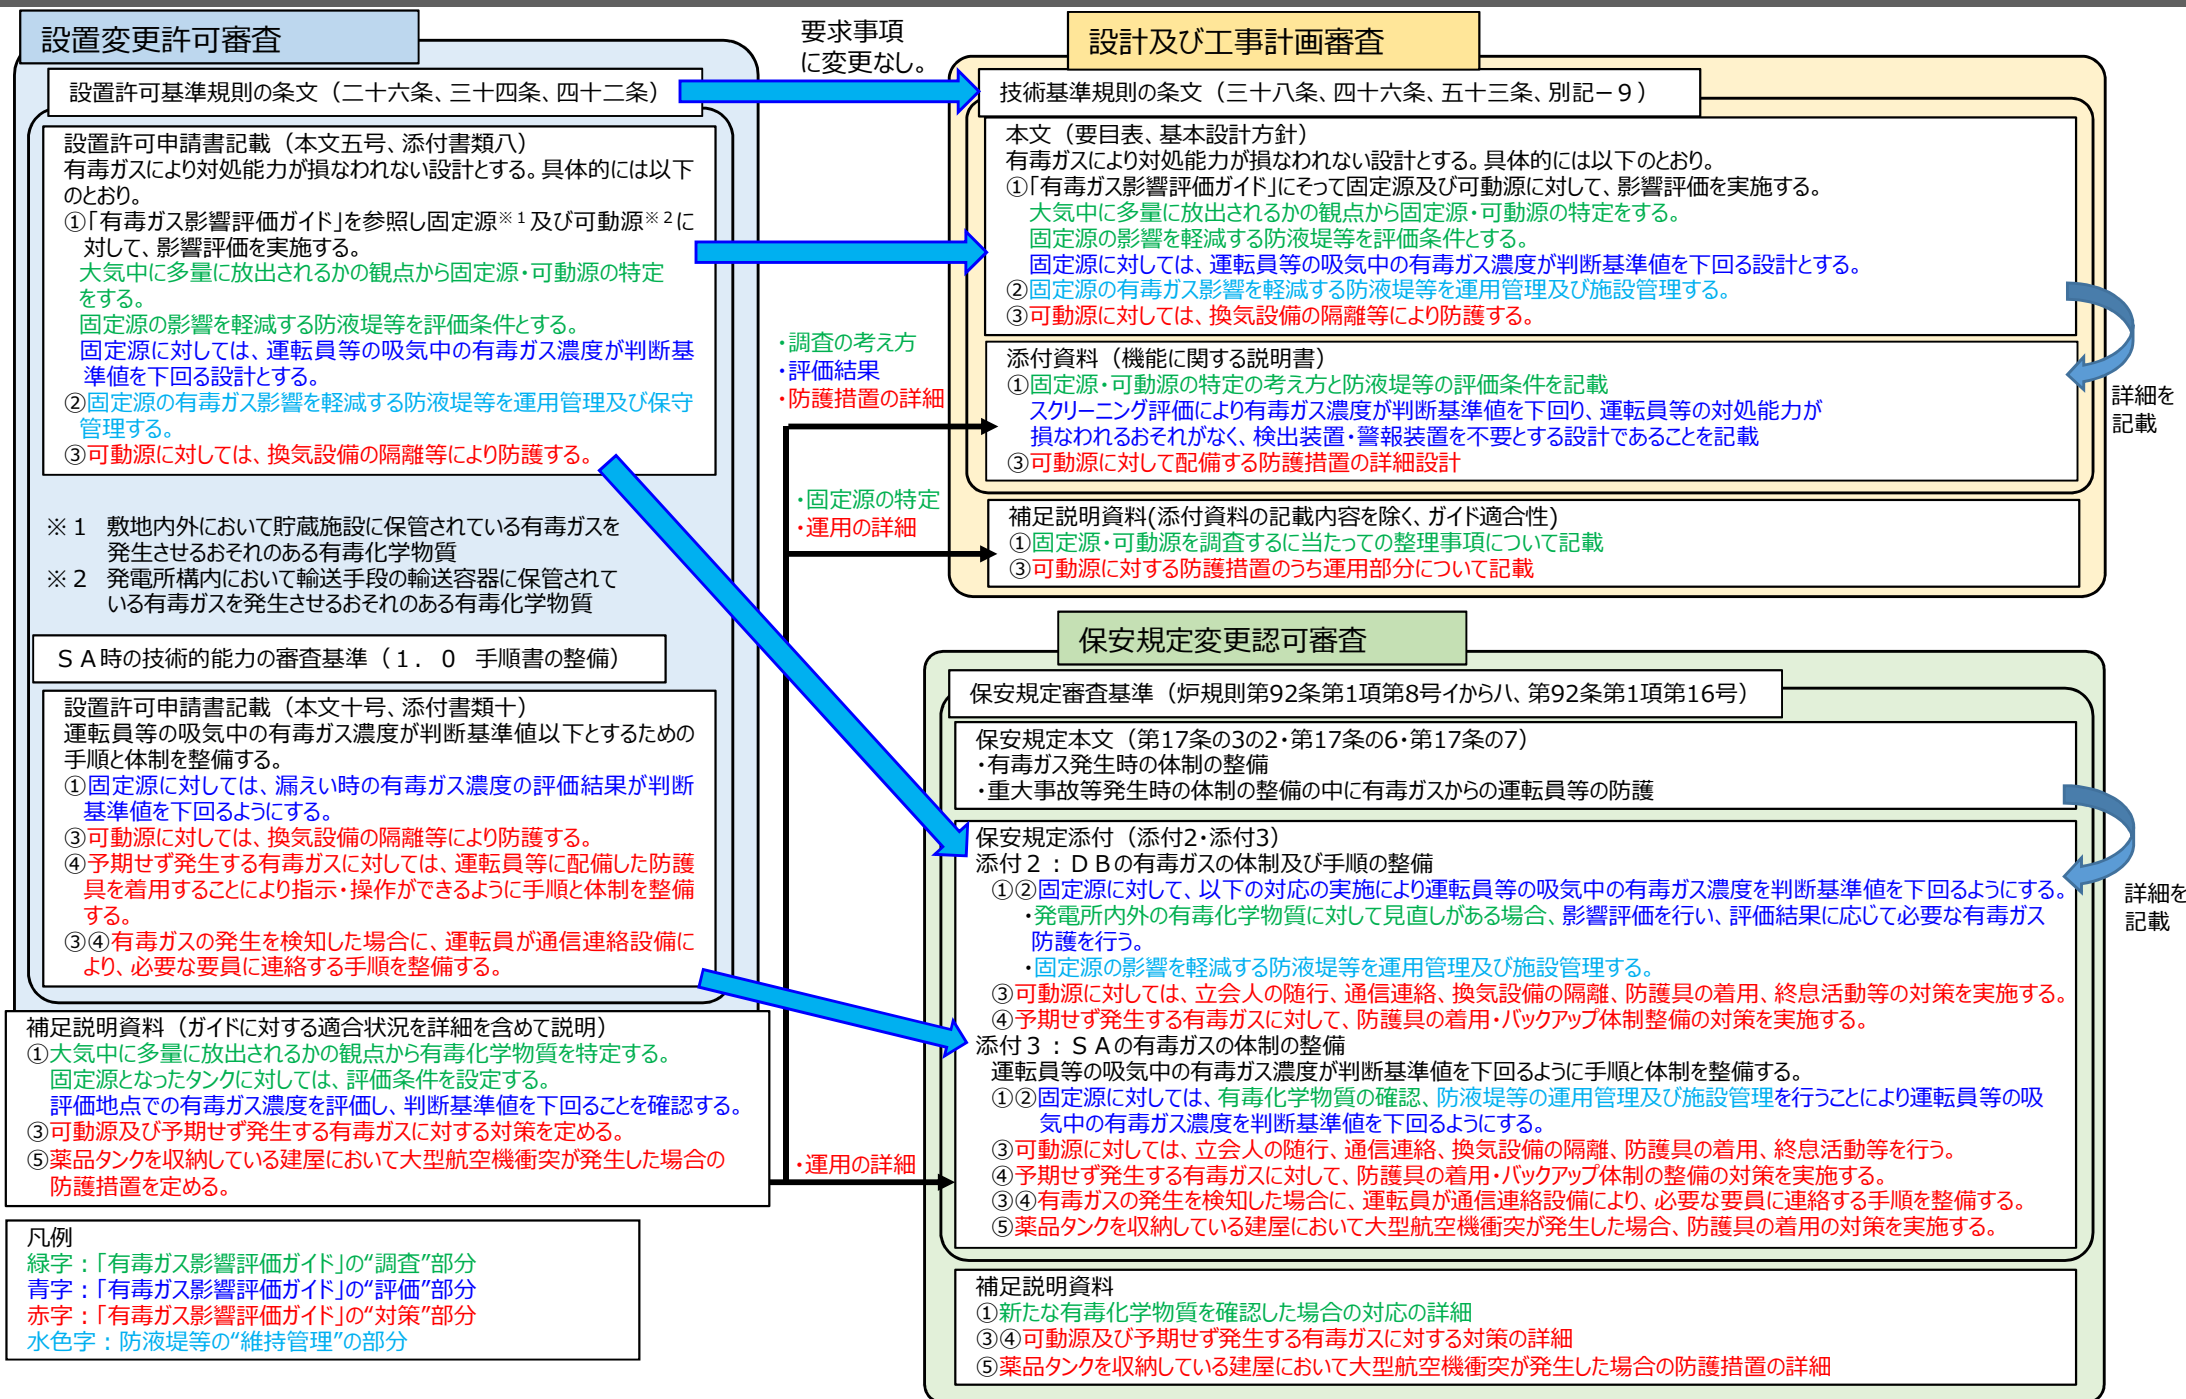 設置変更許可審査
設置許可基準規則の条文（二十六条、三十四条、四十二条）
設置許可申請書記載（本文五号、添付書類八）
有毒ガスにより対処能力が損なわれない設計とする。具体的には以下
のとおり。
①「有毒ガス影響評価ガイド」を参照し固定源※１及び可動源※２に
対して、影響評価を実施する。
大気中に多量に放出されるかの観点から固定源・可動源の特定
をする。
固定源の影響を軽減する防液堤等を評価条件とする。
固定源に対しては、運転員等の吸気中の有毒ガス濃度が判断基
準値を下回る設計とする。
②固定源の有毒ガス影響を軽減する防液堤等を運用管理及び保守
管理する。
③可動源に対しては、換気設備の隔離等により防護する。
※１　敷地内外において貯蔵施設に保管されている有毒ガスを
発生させるおそれのある有毒化学物質
※２　発電所構内において輸送手段の輸送容器に保管されて
いる有毒ガスを発生させるおそれのある有毒化学物質
ＳＡ時の技術的能力の審査基準（１．０　手順書の整備）
設置許可申請書記載（本文十号、添付書類十）
運転員等の吸気中の有毒ガス濃度が判断基準値以下とするための
手順と体制を整備する。
①固定源に対しては、漏えい時の有毒ガス濃度の評価結果が判断
基準値を下回るようにする。
③可動源に対しては、換気設備の隔離等により防護する。
④予期せず発生する有毒ガスに対しては、運転員等に配備した防護
具を着用することにより指示・操作ができるように手順と体制を整備
する。
③④有毒ガスの発生を検知した場合に、運転員が通信連絡設備に
より、必要な要員に連絡する手順を整備する。
補足説明資料（ガイドに対する適合状況を詳細を含めて説明）
①大気中に多量に放出されるかの観点から有毒化学物質を特定する。
固定源となったタンクに対しては、評価条件を設定する。
評価地点での有毒ガス濃度を評価し、判断基準値を下回ることを確認する。
③可動源及び予期せず発生する有毒ガスに対する対策を定める。
⑤薬品タンクを収納している建屋において大型航空機衝突が発生した場合の
防護措置を定める。
凡例
緑字：「有毒ガス影響評価ガイド」の“調査”部分
青字：「有毒ガス影響評価ガイド」の“評価”部分
赤字：「有毒ガス影響評価ガイド」の“対策”部分
水色字：防液堤等の“維持管理”の部分
要求事項
に変更なし。
・調査の考え方
・評価結果
・防護措置の詳細
・固定源の特定
・運用の詳細
・運用の詳細
設計及び工事計画審査
技術基準規則の条文（三十八条、四十六条、五十三条、別記－９）
本文（要目表、基本設計方針）
有毒ガスにより対処能力が損なわれない設計とする。具体的には以下のとおり。
①「有毒ガス影響評価ガイド」にそって固定源及び可動源に対して、影響評価を実施する。
大気中に多量に放出されるかの観点から固定源・可動源の特定をする。
固定源の影響を軽減する防液堤等を評価条件とする。
固定源に対しては、運転員等の吸気中の有毒ガス濃度が判断基準値を下回る設計とする。
②固定源の有毒ガス影響を軽減する防液堤等を運用管理及び施設管理する。
③可動源に対しては、換気設備の隔離等により防護する。
添付資料（機能に関する説明書）
①固定源・可動源の特定の考え方と防液堤等の評価条件を記載
スクリーニング評価により有毒ガス濃度が判断基準値を下回り、運転員等の対処能力が
損なわれるおそれがなく、検出装置・警報装置を不要とする設計であることを記載
③可動源に対して配備する防護措置の詳細設計
詳細を
記載
補足説明資料(添付資料の記載内容を除く、ガイド適合性)
①固定源・可動源を調査するに当たっての整理事項について記載
③可動源に対する防護措置のうち運用部分について記載
保安規定変更認可審査
保安規定審査基準（炉規則第92条第1項第8号イからハ、第92条第1項第16号）
保安規定本文（第17条の3の2・第17条の6・第17条の7）
・有毒ガス発生時の体制の整備
・重大事故等発生時の体制の整備の中に有毒ガスからの運転員等の防護
保安規定添付（添付2・添付3）
添付２：ＤＢの有毒ガスの体制及び手順の整備
①②固定源に対して、以下の対応の実施により運転員等の吸気中の有毒ガス濃度を判断基準値を下回るようにする。
・発電所内外の有毒化学物質に対して見直しがある場合、影響評価を行い、評価結果に応じて必要な有毒ガス
防護を行う。
・固定源の影響を軽減する防液堤等を運用管理及び施設管理する。
③可動源に対しては、立会人の随行、通信連絡、換気設備の隔離、防護具の着用、終息活動等の対策を実施する。
④予期せず発生する有毒ガスに対して、防護具の着用・バックアップ体制整備の対策を実施する。
添付３：ＳＡの有毒ガスの体制の整備
運転員等の吸気中の有毒ガス濃度が判断基準値を下回るように手順と体制を整備する。
①②固定源に対しては、有毒化学物質の確認、防液堤等の運用管理及び施設管理を行うことにより運転員等の吸
気中の有毒ガス濃度を判断基準値を下回るようにする。
③可動源に対しては、立会人の随行、通信連絡、換気設備の隔離、防護具の着用、終息活動等を行う。
④予期せず発生する有毒ガスに対して、防護具の着用・バックアップ体制の整備の対策を実施する。
③④有毒ガスの発生を検知した場合に、運転員が通信連絡設備により、必要な要員に連絡する手順を整備する。
⑤薬品タンクを収納している建屋において大型航空機衝突が発生した場合、防護具の着用の対策を実施する。
詳細を
記載
補足説明資料
①新たな有毒化学物質を確認した場合の対応の詳細
③④可動源及び予期せず発生する有毒ガスに対する対策の詳細
⑤薬品タンクを収納している建屋において大型航空機衝突が発生した場合の防護措置の詳細